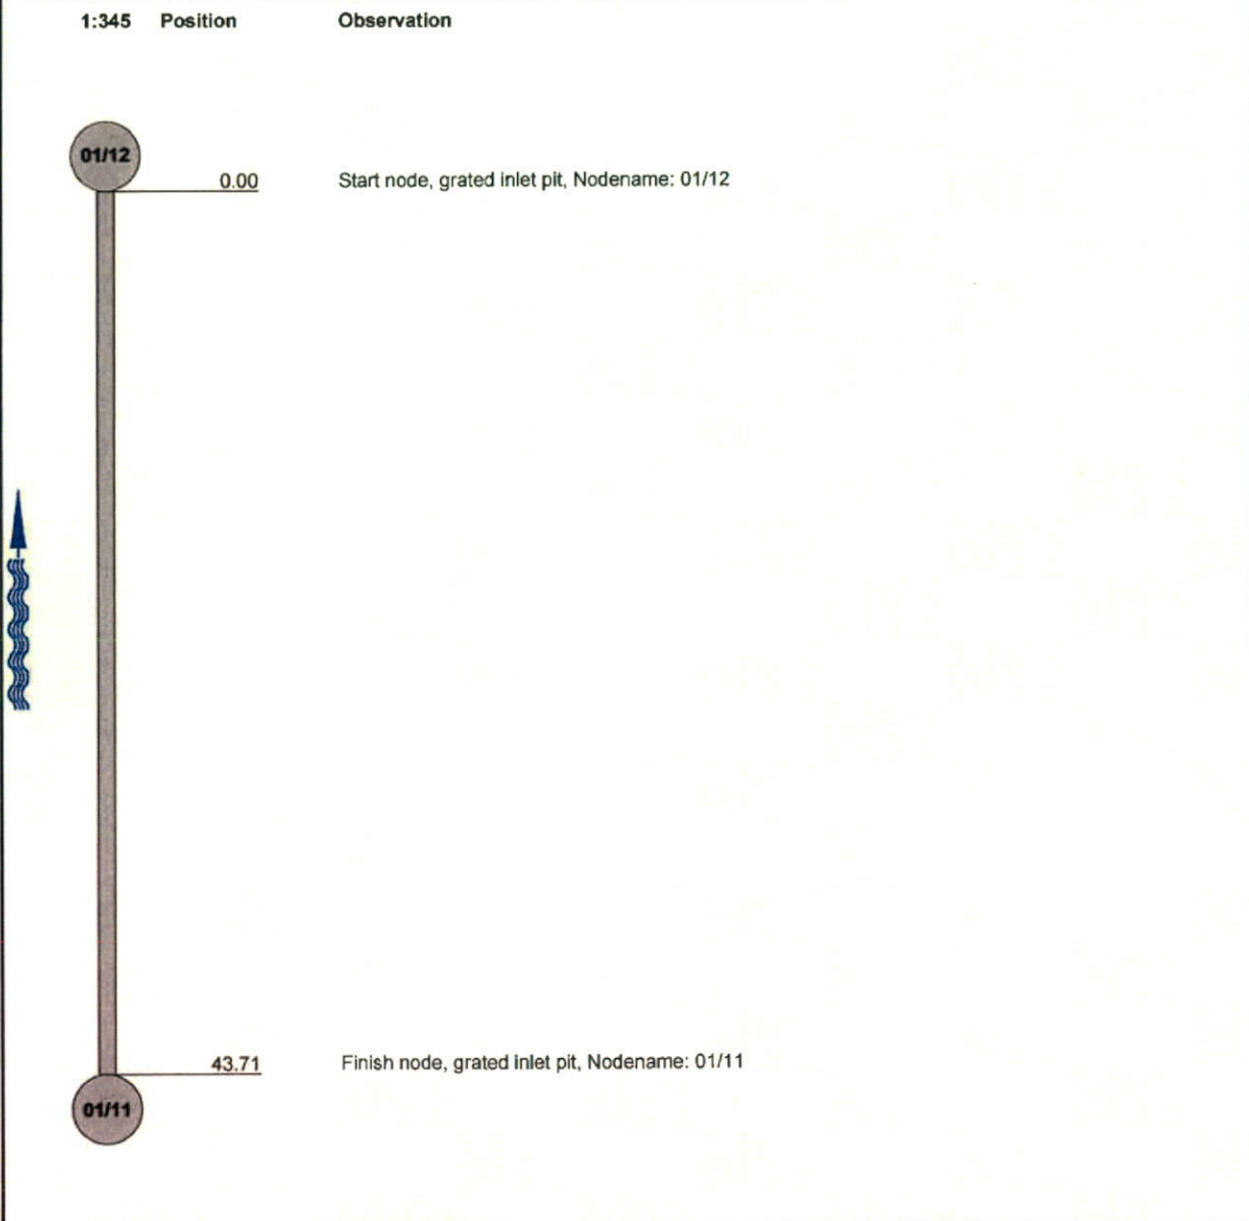 1:345 Position Observation
01/12
0.00 Start node, grated inlet pit, Nodename: 01/12
43.71 Finish node, grated inlet pit, Nodename: 01/11
01/11